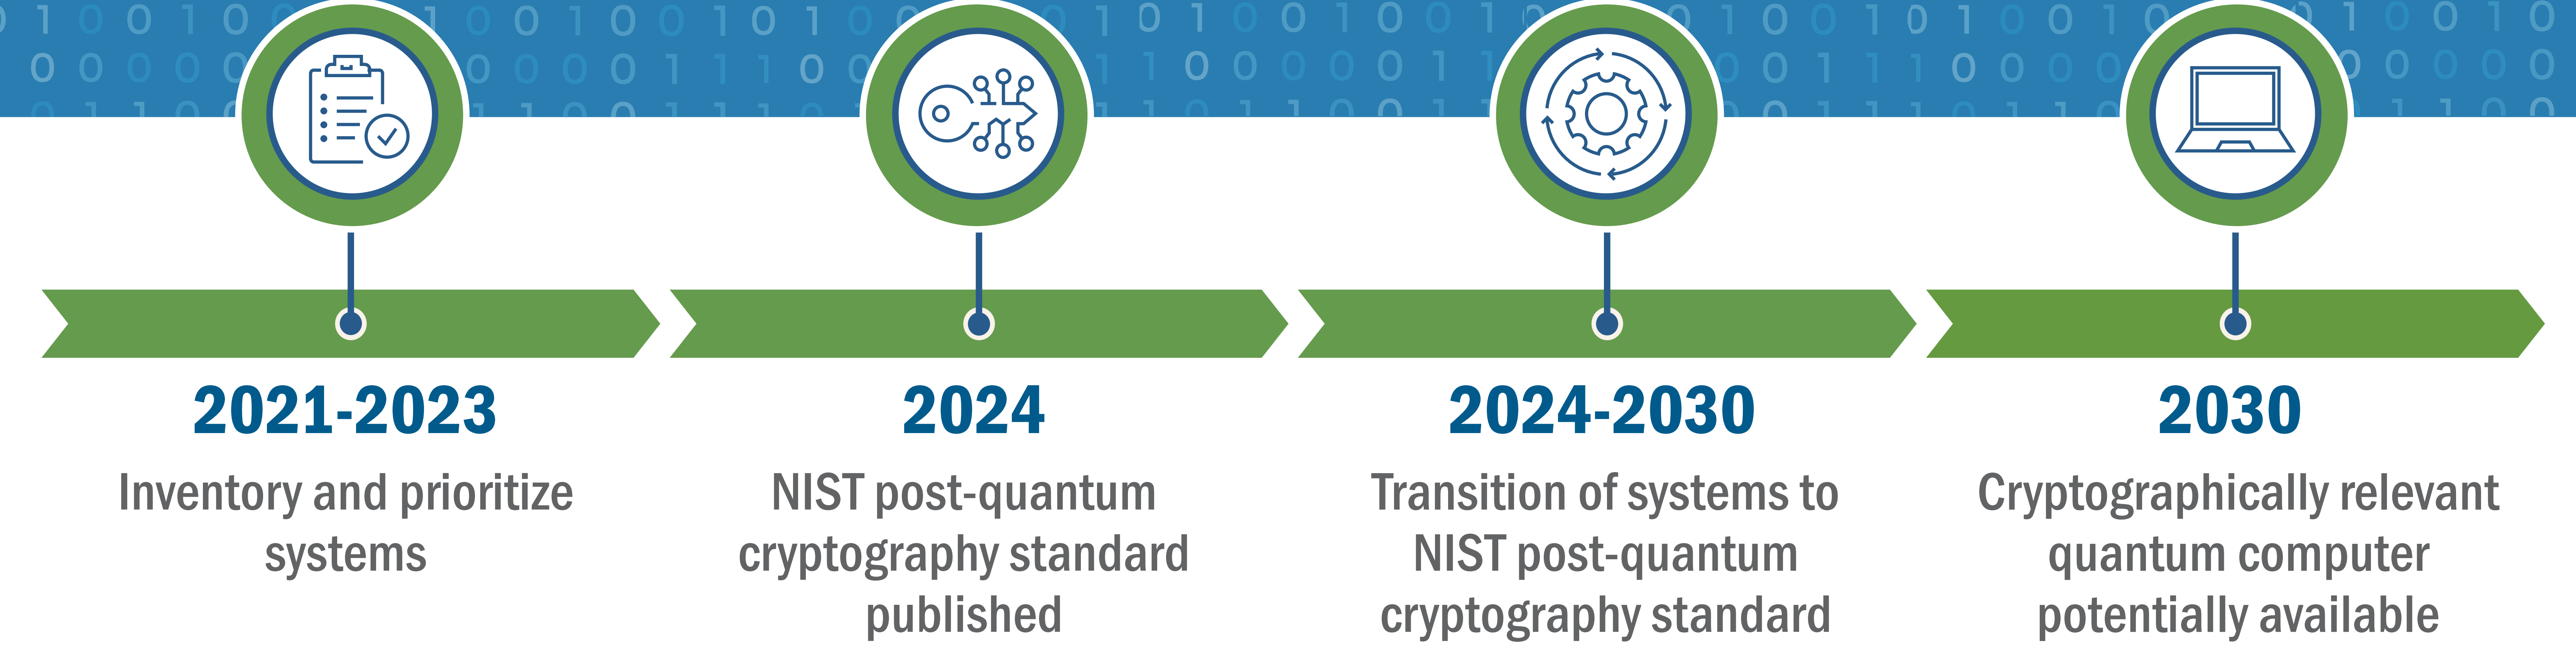 2021-2023
Inventory and prioritize
systems
2024
NIST post-quantum
cryptography standard
published
2024-2030
Transition of systems to
NIST post-quantum
cryptography standard
2030
Cryptographically relevant
quantum computer
potentially available